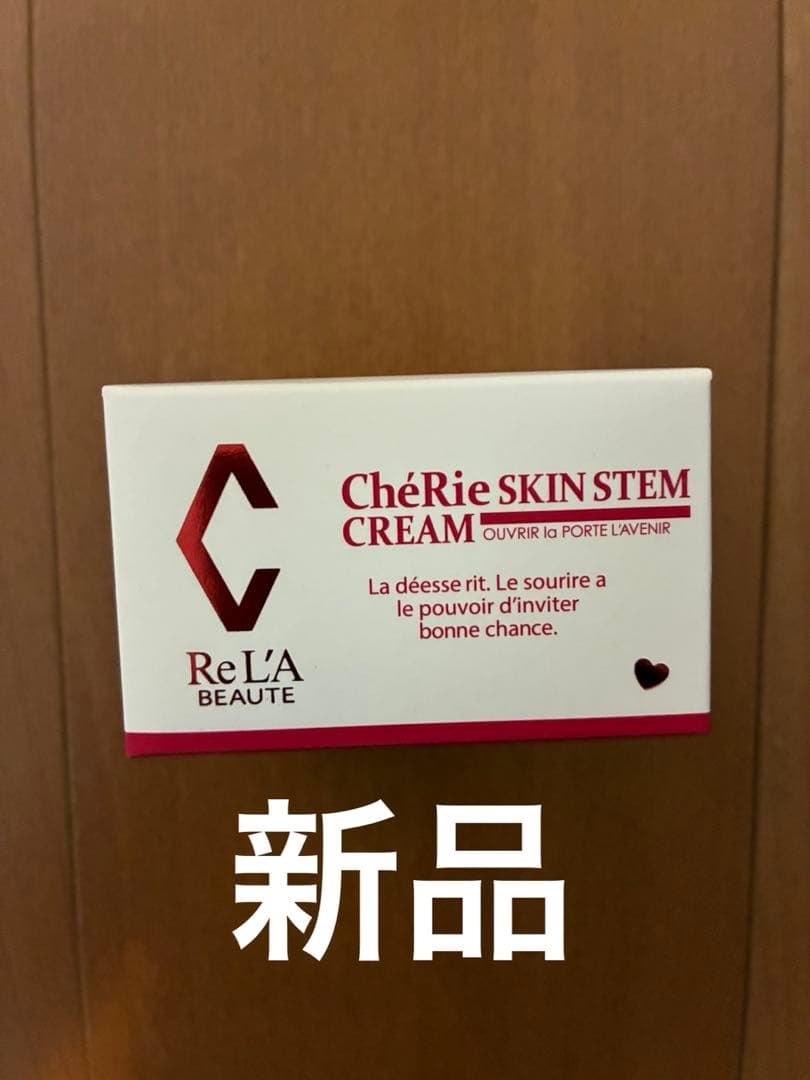 ChéRie SKIN STEM
CREAM OUVRIR la PORTE L'AVENIR
La déesse rit. Le sourire a
le pouvoir d'inviter
bonne chance.
Re L'A
BEAUTE
新品